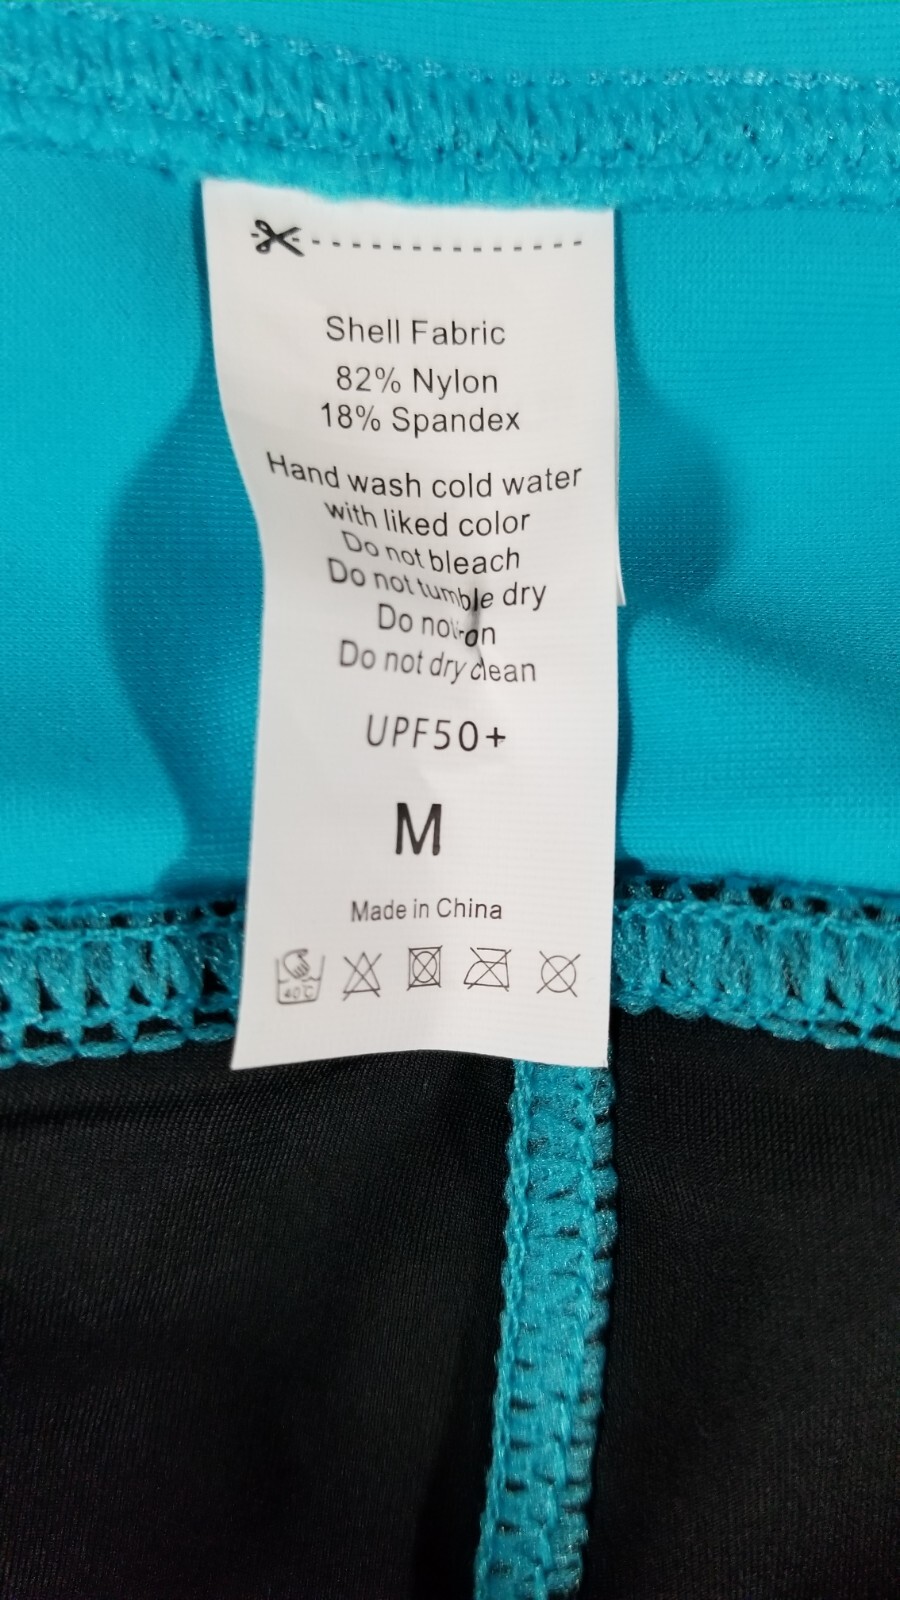 Shell Fabric
82% Nylon
18% Spandex
Hand wash cold water
with liked color
Do not bleach
Do not tumble dry
Do not iron
Do not dry clean
UPF50+
M
Made in China
40°C